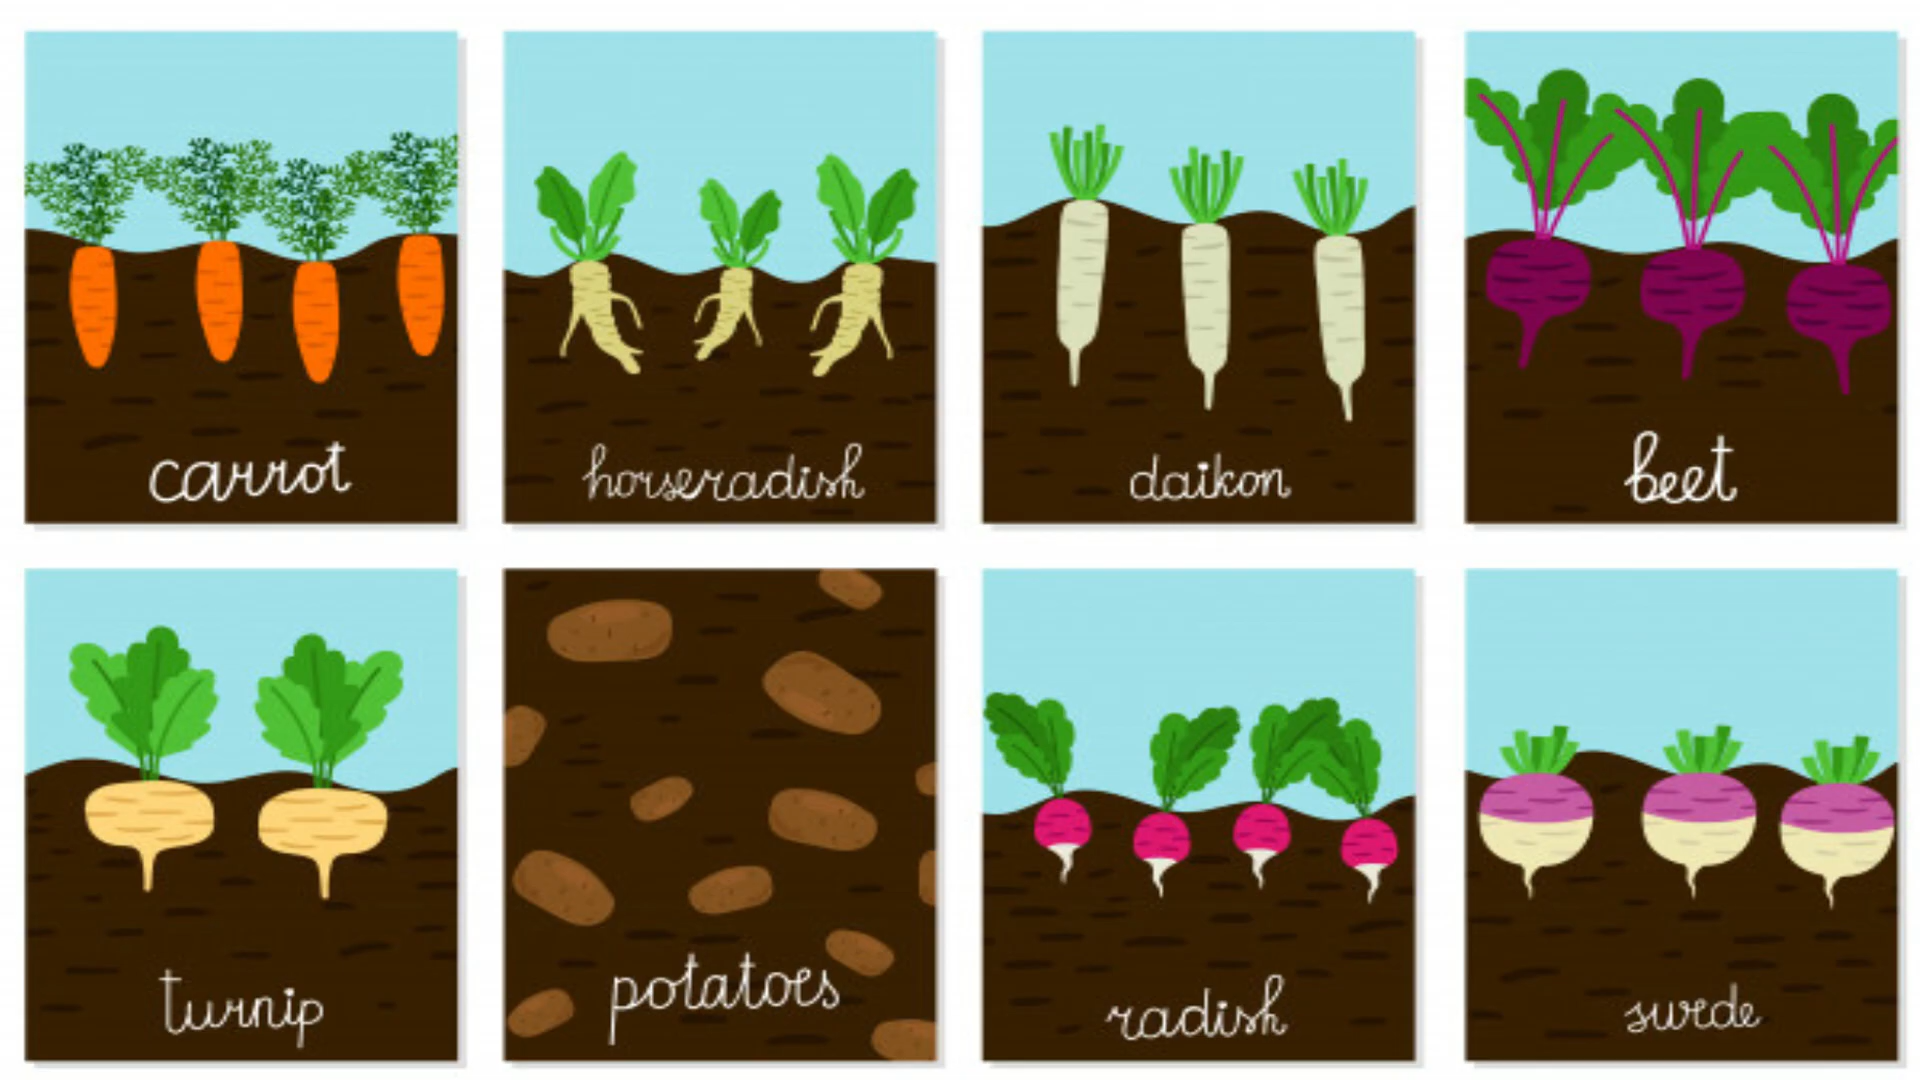 carrot
horseradish
daikon
beet
turnip
potatoes
radish
swede